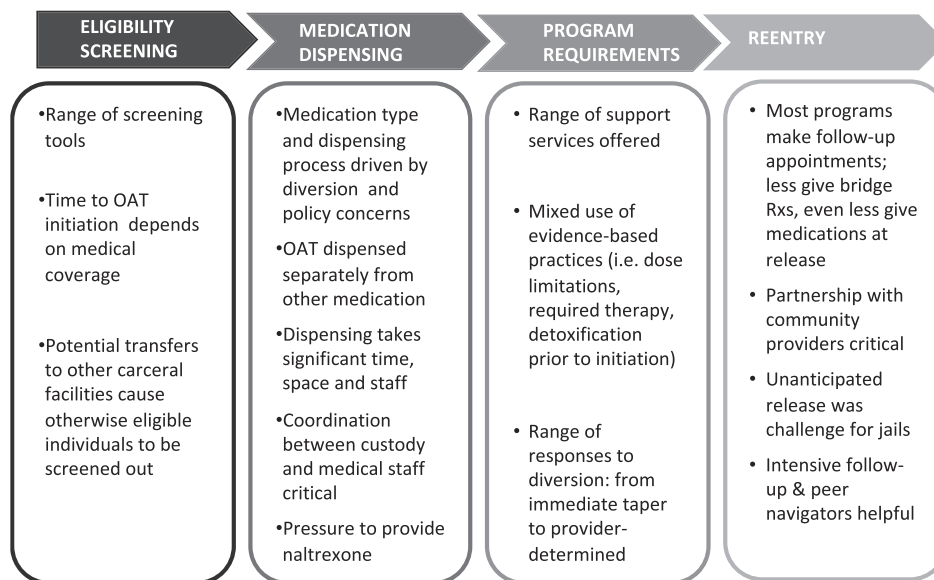 ELIGIBILITY
SCREENING
•Range of screening
tools
•Time to OAT
initiation depends
on medical
coverage
•Potential transfers
to other carceral
facilities cause
otherwise eligible
individuals to be
screened out
MEDICATION
DISPENSING
•Medication type
and dispensing
process driven by
diversion and
policy concerns
•OAT dispensed
separately from
other medication
•Dispensing takes
significant time,
space and staff
•Coordination
between custody
and medical staff
critical
•Pressure to provide
naltrexone
PROGRAM
REQUIREMENTS
• Range of support
services offered
• Mixed use of
evidence-based
practices (i.e. dose
limitations,
required therapy,
detoxification
prior to initiation)
• Range of
responses to
diversion: from
immediate taper
to provider-
determined
REENTRY
• Most programs
make follow-up
appointments;
less give bridge
Rxs, even less give
medications at
release
• Partnership with
community
providers critical
• Unanticipated
release was
challenge for jails
• Intensive follow-
up & peer
navigators helpful